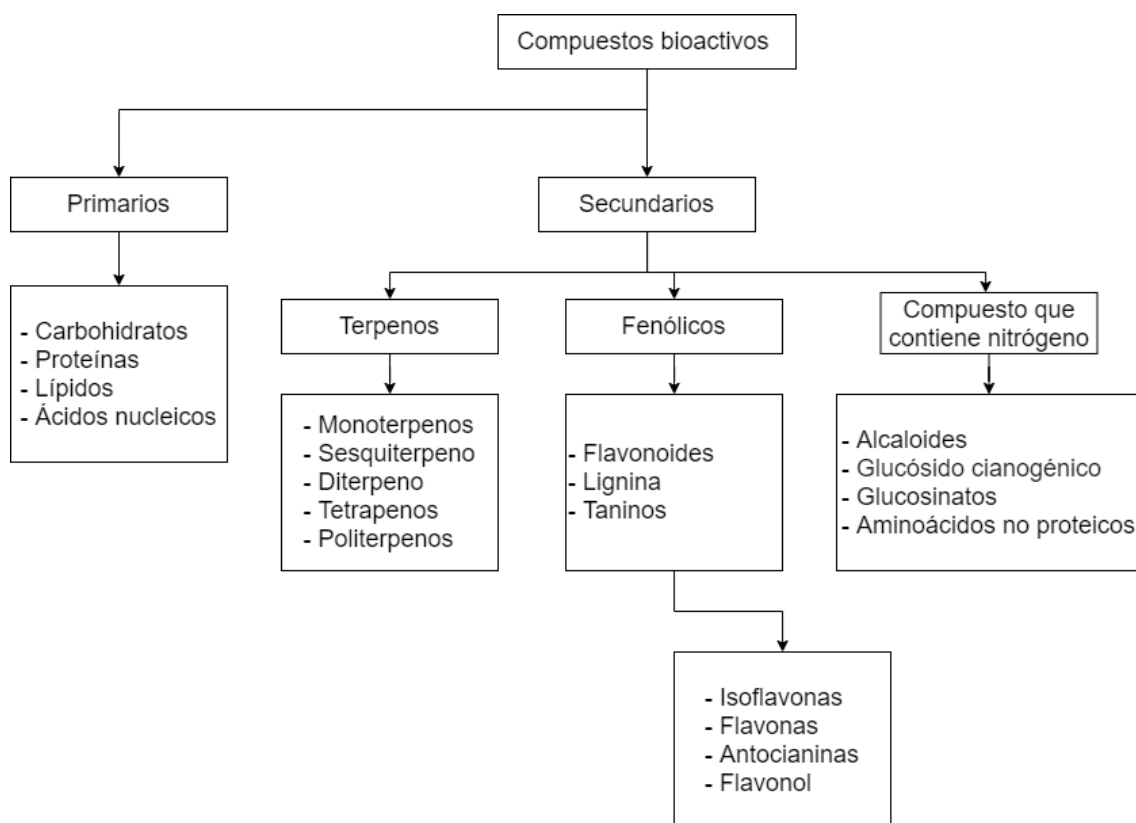 Compuestos bioactivos
Primarios
Secundarios
- Carbohidratos
- Proteínas
- Lípidos
- Ácidos nucleicos
Terpenos
Fenólicos
Compuesto que
contiene nitrógeno
- Monoterpenos
- Sesquiterpeno
- Diterpeno
- Tetrapenos
- Politerpenos
- Flavonoides
- Lignina
- Taninos
- Alcaloides
- Glucósido cianogénico
- Glucosinatos
- Aminoácidos no proteicos
- Isoflavonas
- Flavonas
- Antocianinas
- Flavonol